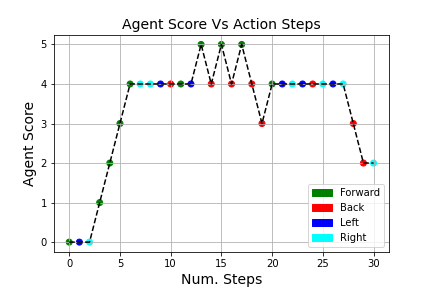 Agent Score Vs Action Steps
Agent Score
5
4
3
2
1
0
0 5 10 15 20 25 30
Num. Steps
Forward
Back
Left
Right